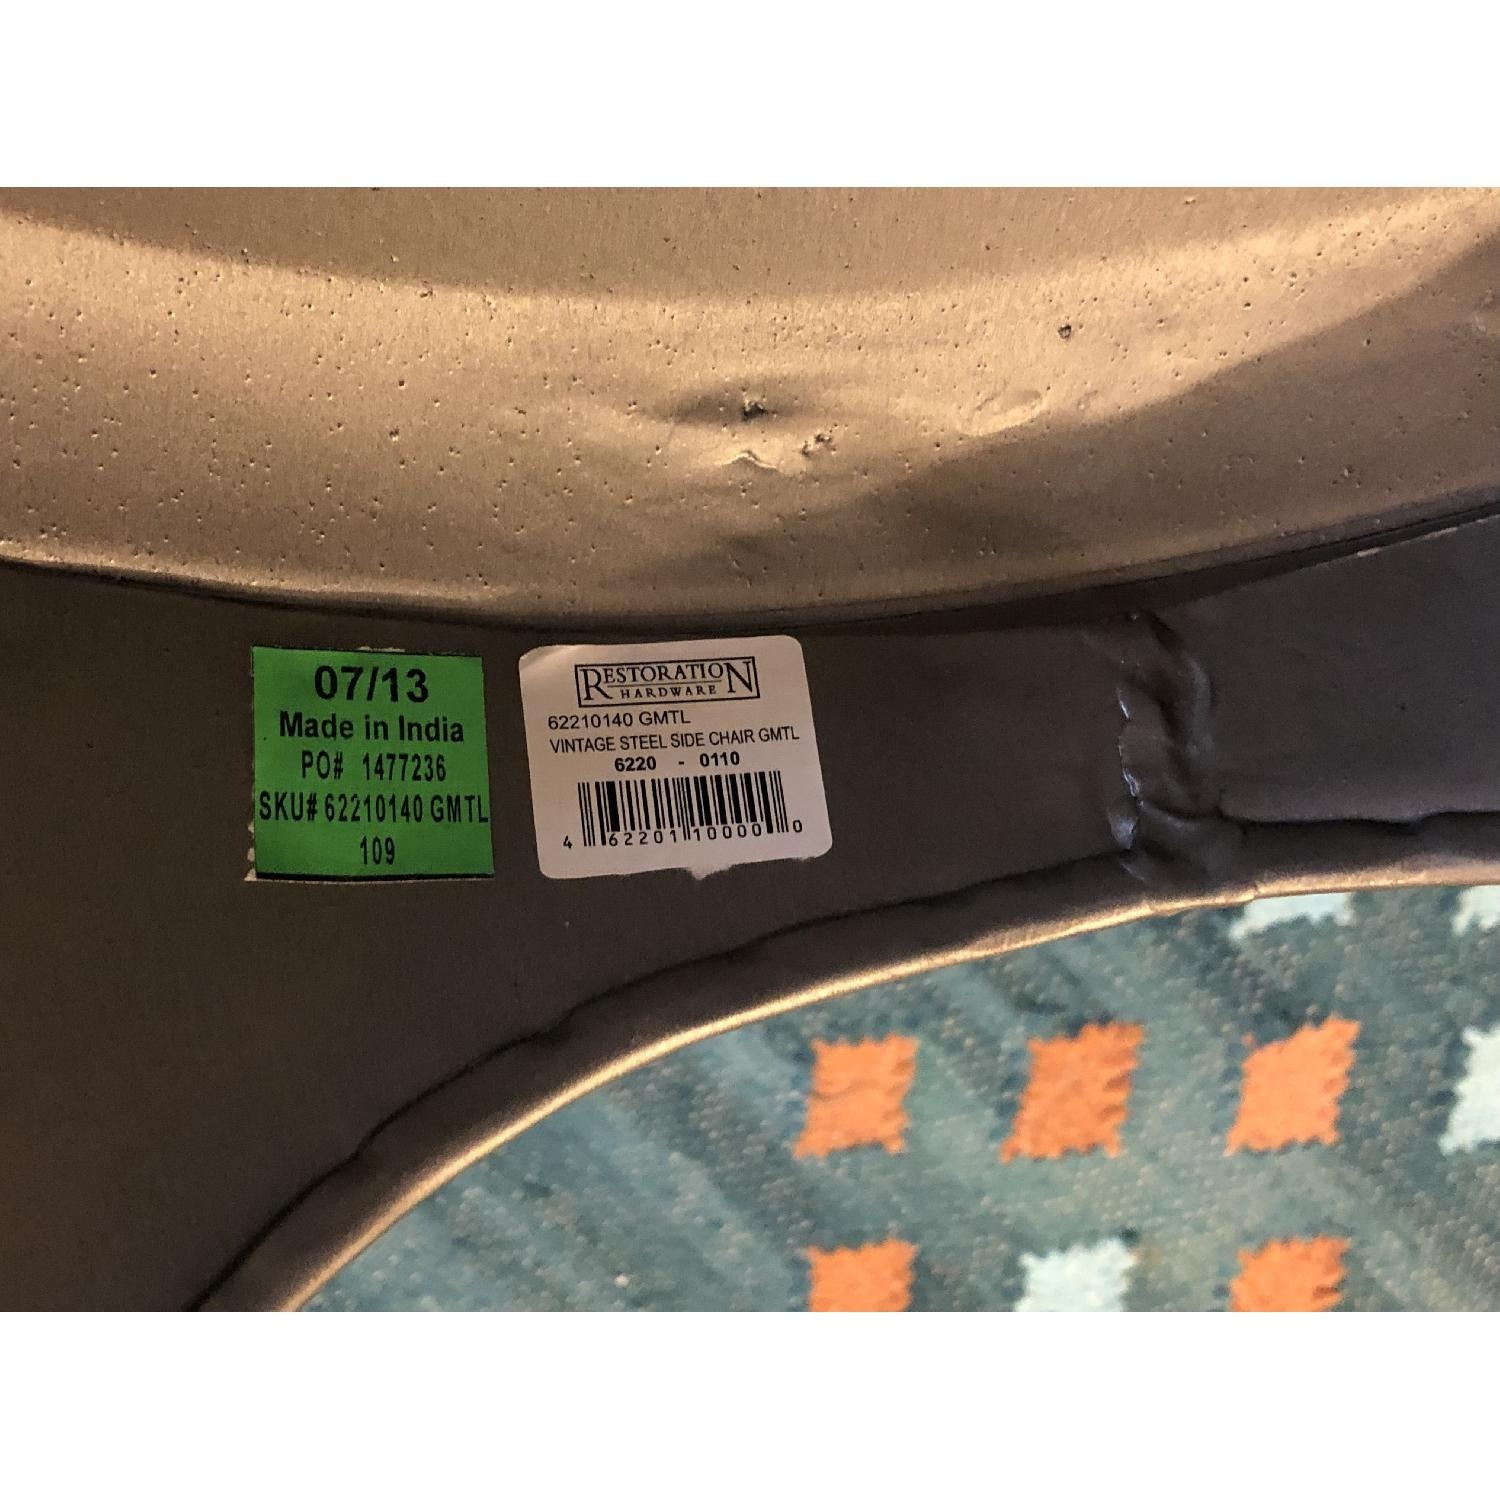 07/13
Made in India
PO# 1477236
SKU# 62210140 GMTL
109
RESTORATION
HARDWARE
62210140 GMTL
VINTAGE STEEL SIDE CHAIR GMTL
6220 - 0110
4 62201 10000 0